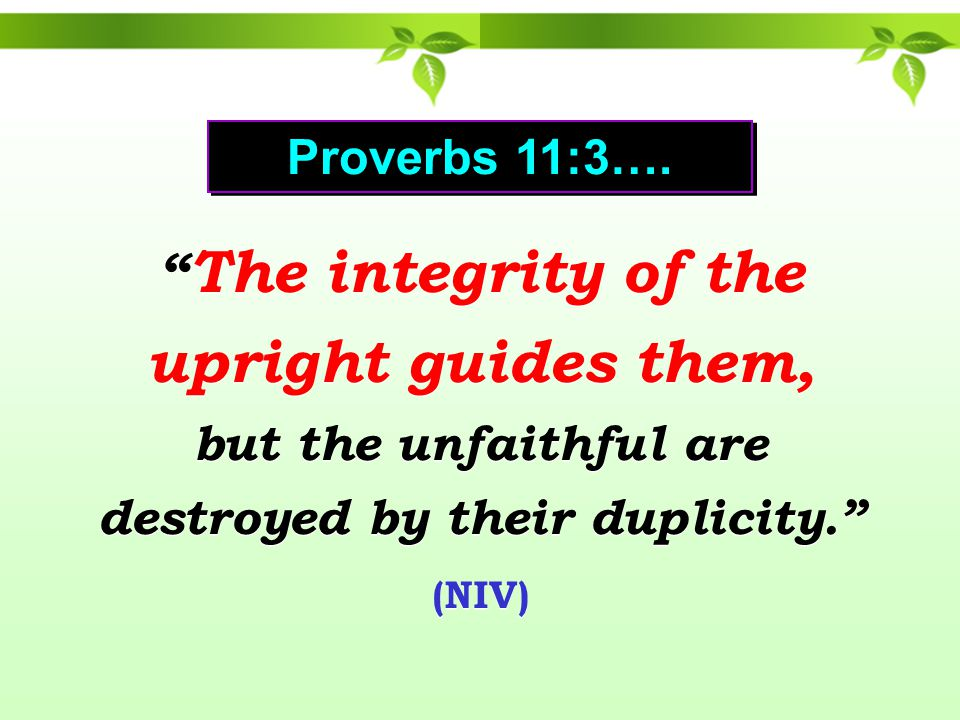 Proverbs 11:3….
“The integrity of the
upright guides them,
but the unfaithful are
destroyed by their duplicity.”
(NIV)